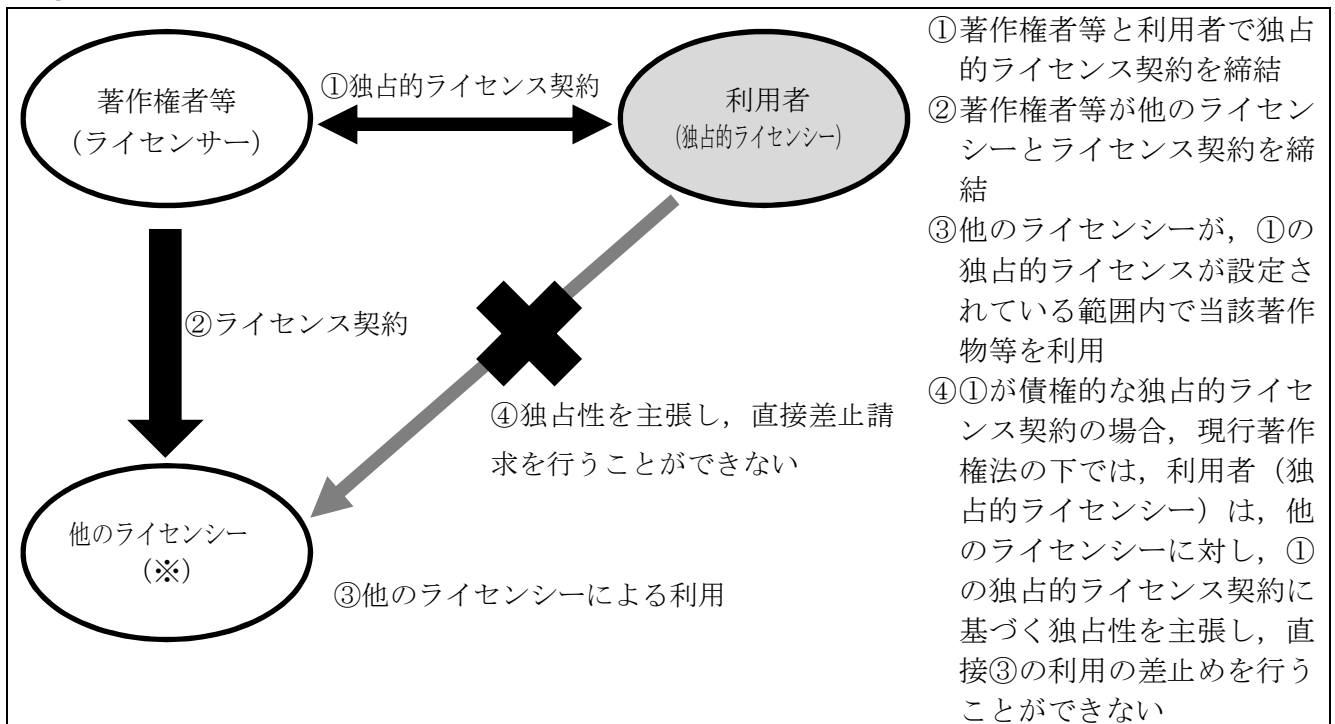 著作権者等
（ライセンサー）
①独占的ライセンス契約
利用者
（独占的ライセンシー）
②ライセンス契約
④独占性を主張し，直接差止請
求を行うことができない
他のライセンシー
（※）
③他のライセンシーによる利用
①著作権者等と利用者で独占
的ライセンス契約を締結
②著作権者等が他のライセン
シーとライセンス契約を締
結
③他のライセンシーが，①の
独占的ライセンスが設定さ
れている範囲内で当該著作
物等を利用
④①が債権的な独占的ライセ
ンス契約の場合，現行著作
権法の下では，利用者（独
占的ライセンシー）は，他
のライセンシーに対し，①
の独占的ライセンス契約に
基づく独占性を主張し，直
接③の利用の差止めを行う
ことができない